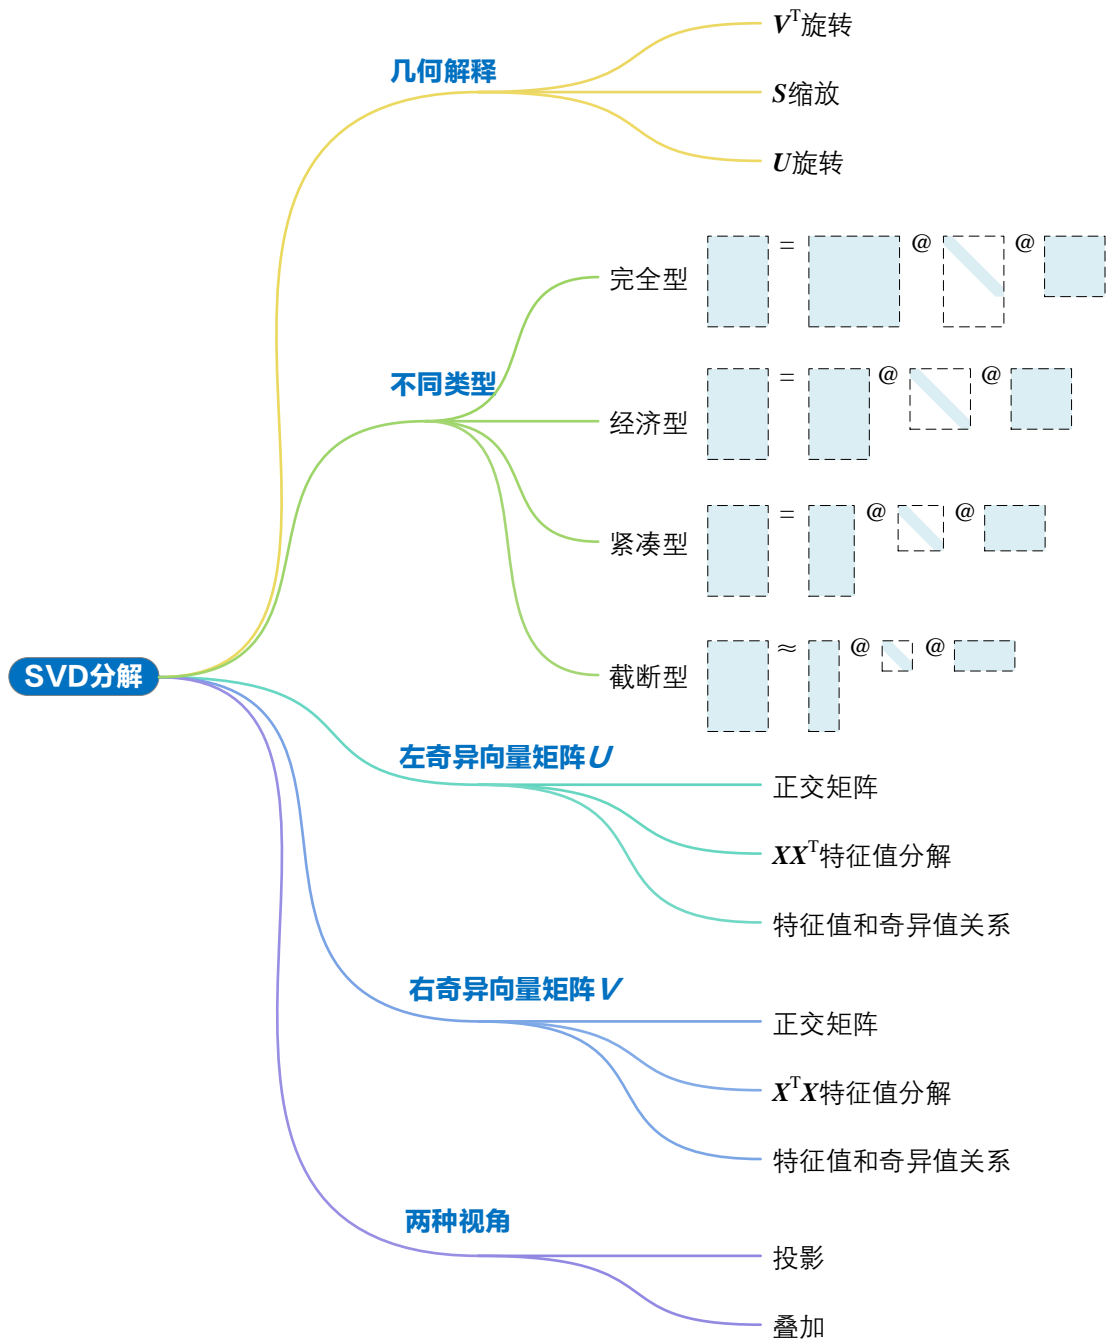 SVD分解
几何解释
V^T旋转
S缩放
U旋转
不同类型
完全型
= @ @
经济型
= @ @
紧凑型
= @ @
截断型
≈ @ @
左奇异向量矩阵U
正交矩阵
XX^T特征值分解
特征值和奇异值关系
右奇异向量矩阵V
正交矩阵
X^TX特征值分解
特征值和奇异值关系
两种视角
投影
叠加